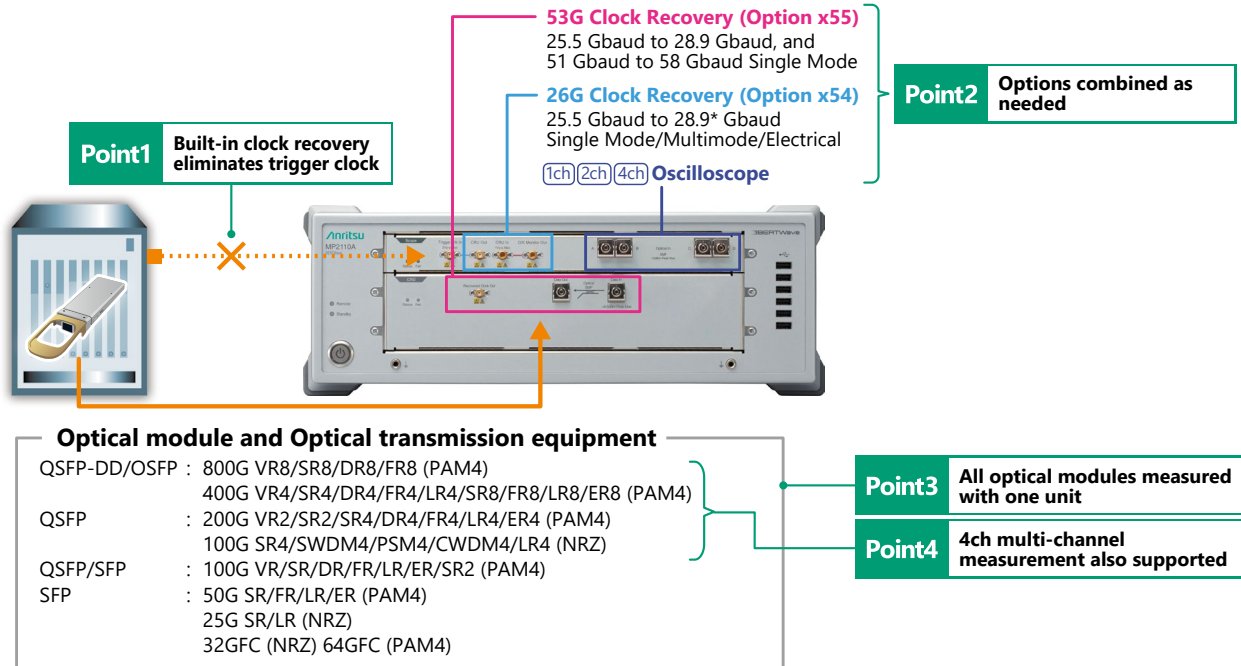 53G Clock Recovery (Option x55)
25.5 Gbaud to 28.9 Gbaud, and
51 Gbaud to 58 Gbaud Single Mode
26G Clock Recovery (Option x54)
25.5 Gbaud to 28.9* Gbaud
Single Mode/Multimode/Electrical
1ch 2ch 4ch Oscilloscope
Point2 Options combined as
needed
Point1 Built-in clock recovery
eliminates trigger clock
Anritsu
MP2110A
BERTWave
Optical module and Optical transmission equipment
QSFP-DD/OSFP : 800G VR8/SR8/DR8/FR8 (PAM4)
400G VR4/SR4/DR4/FR4/LR4/SR8/FR8/LR8/ER8 (PAM4)
QSFP : 200G VR2/SR2/SR4/DR4/FR4/LR4/ER4 (PAM4)
100G SR4/SWDM4/PSM4/CWDM4/LR4 (NRZ)
QSFP/SFP : 100G VR/SR/DR/FR/LR/ER/SR2 (PAM4)
SFP : 50G SR/FR/LR/ER (PAM4)
25G SR/LR (NRZ)
32GFC (NRZ) 64GFC (PAM4)
Point3 All optical modules measured
with one unit
Point4 4ch multi-channel
measurement also supported